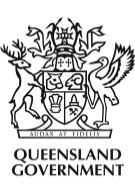 AUDAX AT FIDELIS
QUEENSLAND
GOVERNMENT